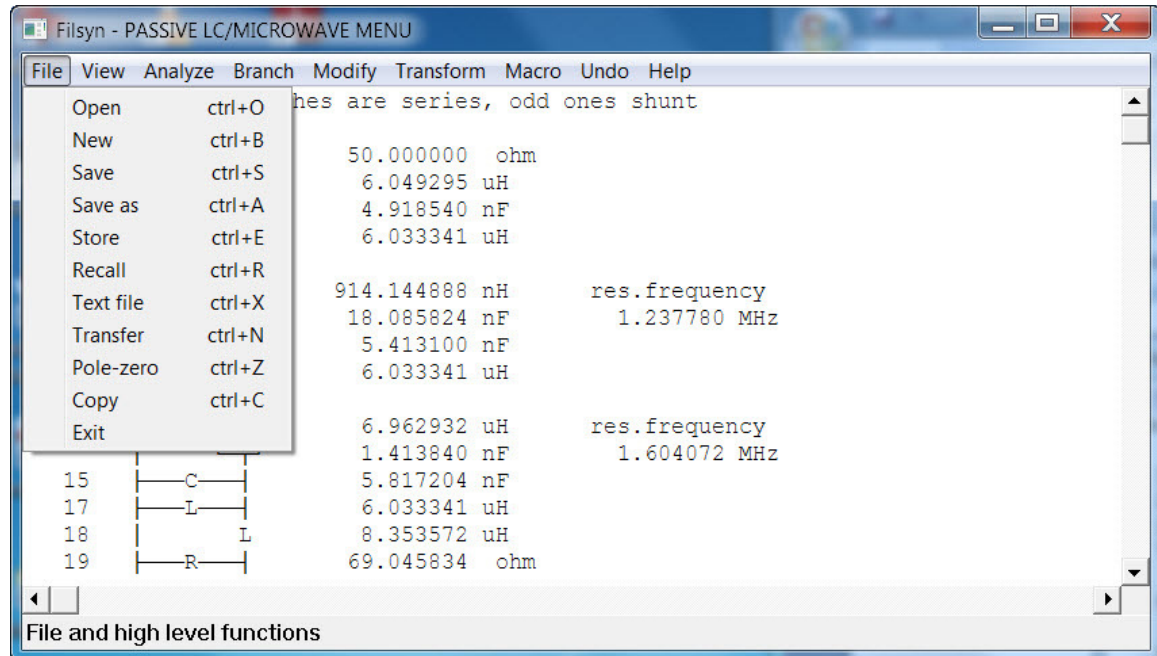 Filsyn - PASSIVE LC/MICROWAVE MENU
File View Analyze Branch Modify Transform Macro Undo Help
Open ctrl+O
New ctrl+B
Save ctrl+S
Save as ctrl+A
Store ctrl+E
Recall ctrl+R
Text file ctrl+X
Transfer ctrl+N
Pole-zero ctrl+Z
Copy ctrl+C
Exit
hes are series, odd ones shunt
50.000000 ohm
6.049295 uH
4.918540 nF
6.033341 uH
914.144888 nH res.frequency
18.085824 nF 1.237780 MHz
5.413100 nF
6.033341 uH
6.962932 uH res.frequency
1.413840 nF 1.604072 MHz
15 C 5.817204 nF
17 L 6.033341 uH
18 L 8.353572 uH
19 R 69.045834 ohm
File and high level functions